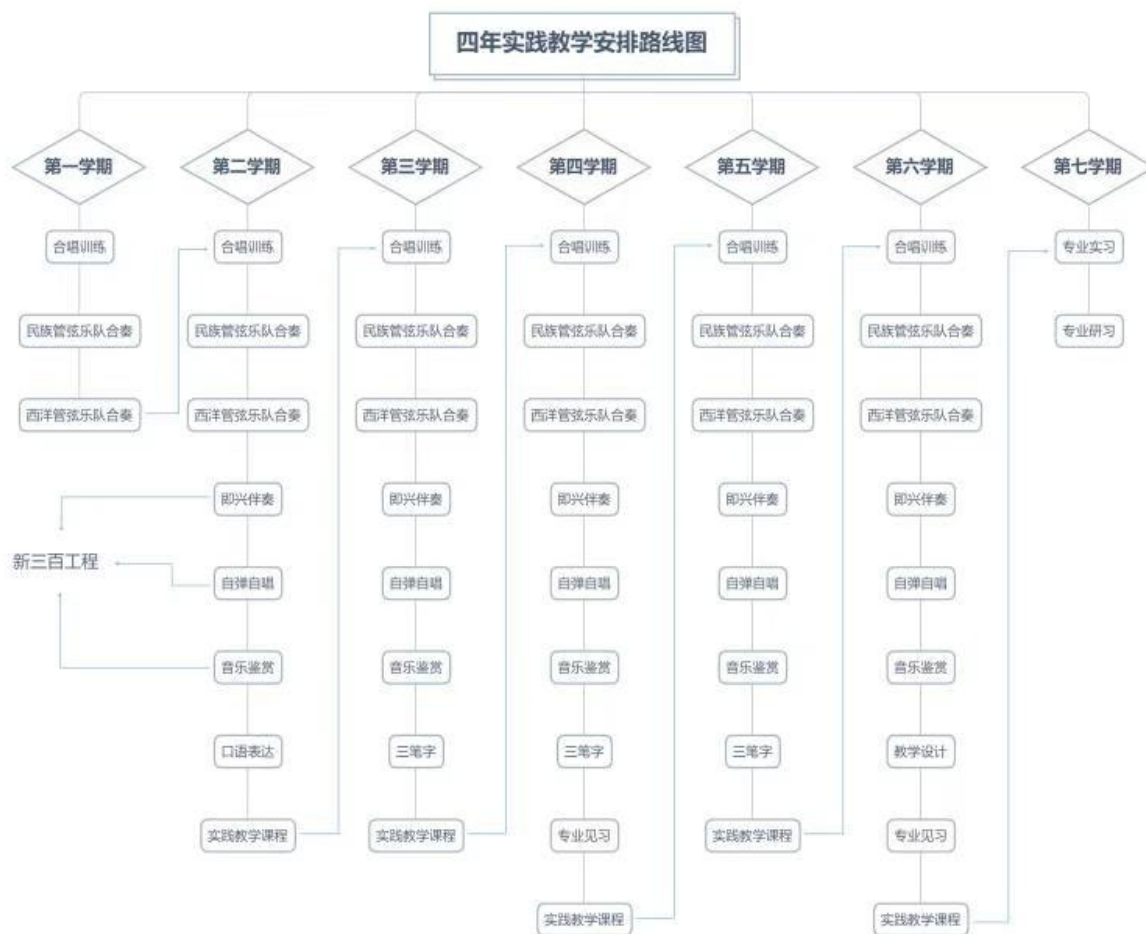 四年实践教学安排路线图
第一学期
第二学期
第三学期
第四学期
第五学期
第六学期
第七学期
合唱训练
合唱训练
合唱训练
合唱训练
合唱训练
合唱训练
专业实习
民族管弦乐队合奏
民族管弦乐队合奏
民族管弦乐队合奏
民族管弦乐队合奏
民族管弦乐队合奏
民族管弦乐队合奏
专业研习
西洋管弦乐队合奏
西洋管弦乐队合奏
西洋管弦乐队合奏
西洋管弦乐队合奏
西洋管弦乐队合奏
西洋管弦乐队合奏
即兴伴奏
即兴伴奏
即兴伴奏
即兴伴奏
即兴伴奏
新三百工程
自弹自唱
自弹自唱
自弹自唱
自弹自唱
自弹自唱
音乐鉴赏
音乐鉴赏
音乐鉴赏
音乐鉴赏
音乐鉴赏
口语表达
三笔字
三笔字
三笔字
教学设计
实践教学课程
实践教学课程
专业见习
实践教学课程
专业见习
实践教学课程
实践教学课程